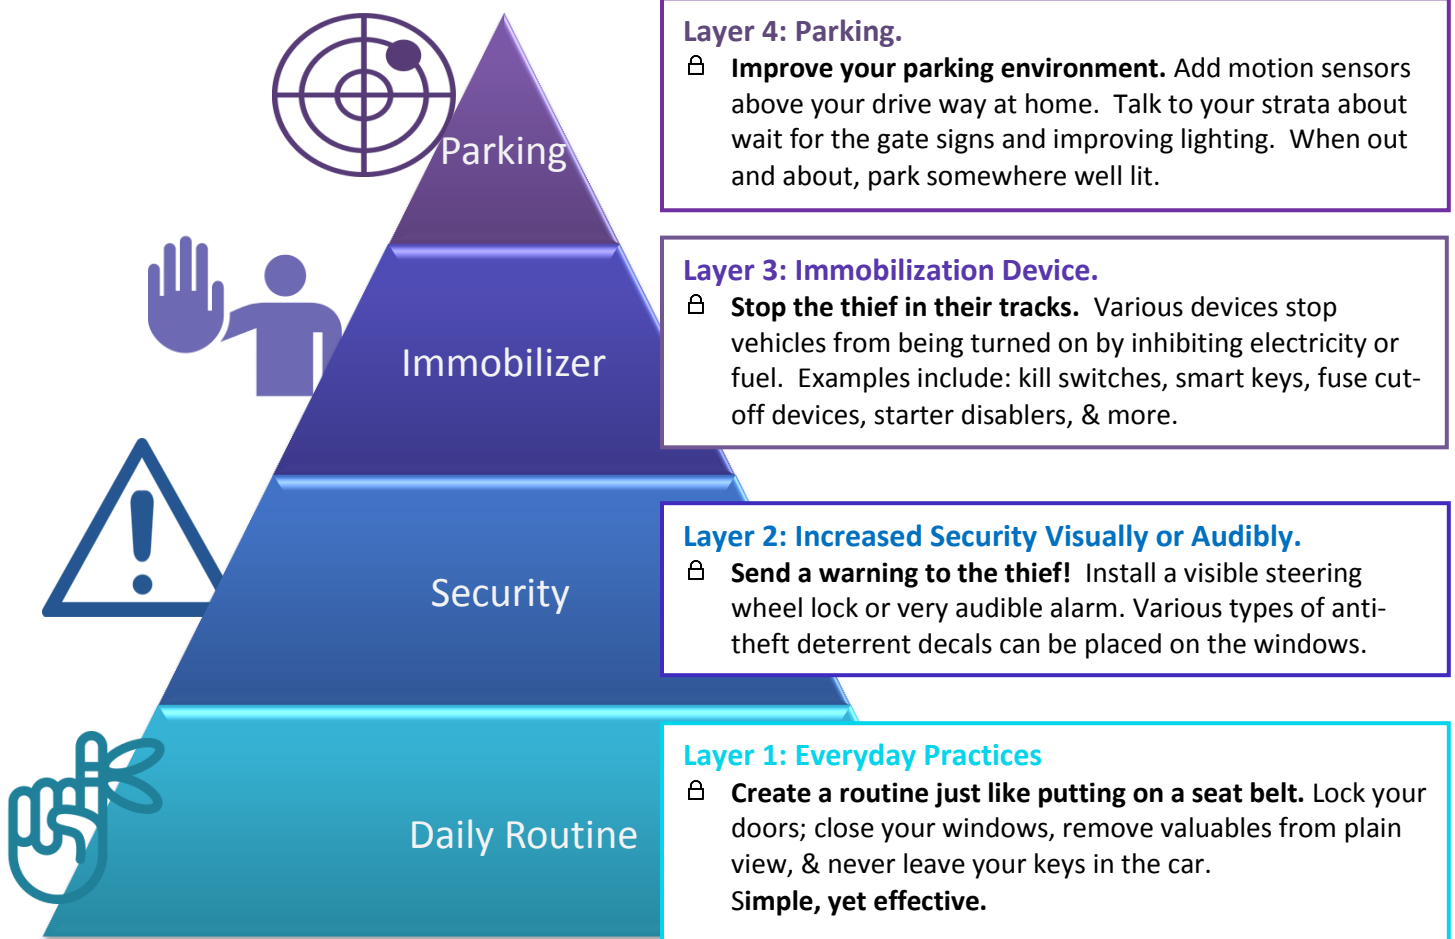 Parking
Immobilizer
Security
Daily Routine
Layer 4: Parking.
Improve your parking environment. Add motion sensors
above your drive way at home.  Talk to your strata about
wait for the gate signs and improving lighting.  When out
and about, park somewhere well lit.
Layer 3: Immobilization Device.
Stop the thief in their tracks.  Various devices stop
vehicles from being turned on by inhibiting electricity or
fuel.  Examples include: kill switches, smart keys, fuse cut-
off devices, starter disablers, & more.
Layer 2: Increased Security Visually or Audibly.
Send a warning to the thief!  Install a visible steering
wheel lock or very audible alarm. Various types of anti-
theft deterrent decals can be placed on the windows.
Layer 1: Everyday Practices
Create a routine just like putting on a seat belt. Lock your
doors; close your windows, remove valuables from plain
view, & never leave your keys in the car.
Simple, yet effective.